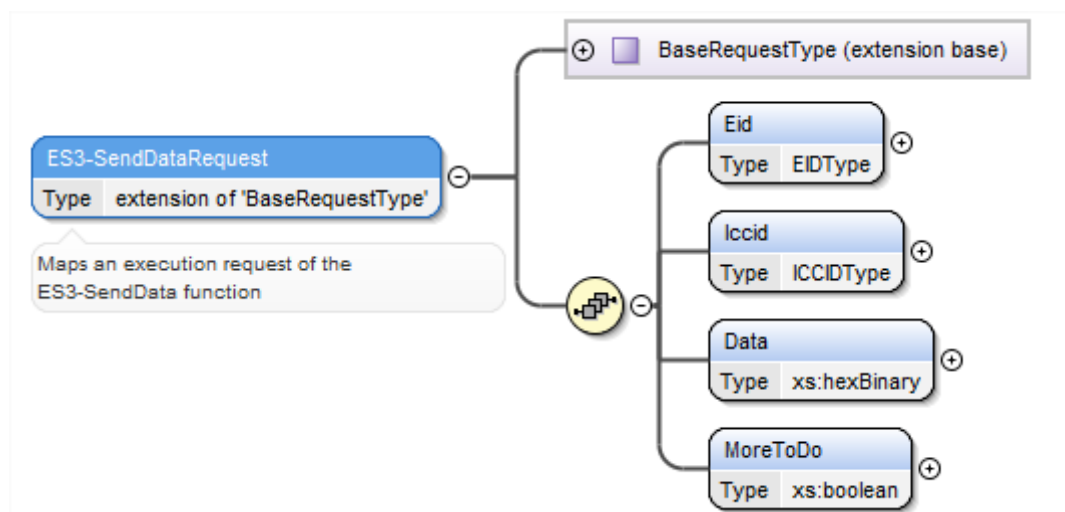 BaseRequestType (extension base)
Eid
Type EIDType
ES3-SendDataRequest
Type extension of 'BaseRequestType'
Maps an execution request of the
ES3-SendData function
Iccid
Type ICCIDType
Data
Type xs:hexBinary
MoreToDo
Type xs:boolean